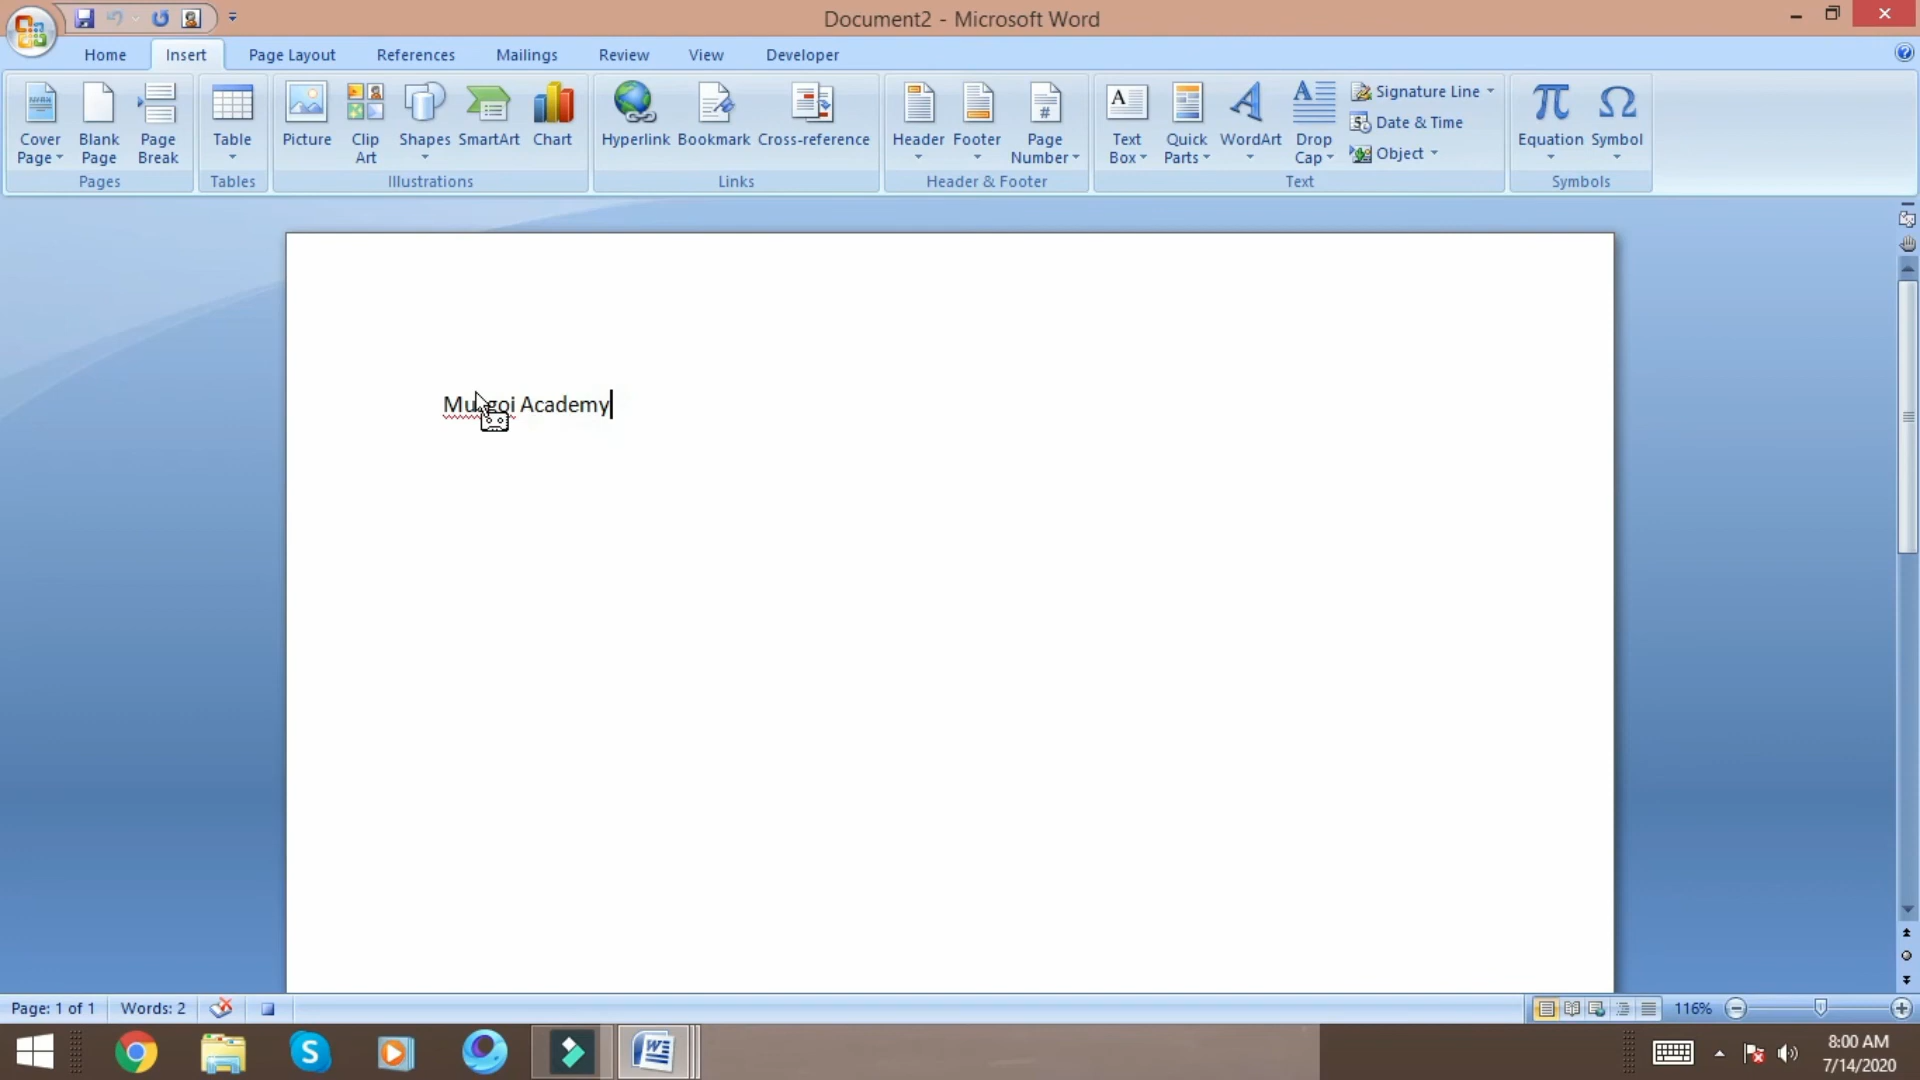 Document2 - Microsoft Word
Home Insert Page Layout References Mailings Review View Developer
Cover Page
Blank Page
Page Break
Pages
Table
Tables
Picture
Clip Art
Shapes
SmartArt
Chart
Illustrations
Hyperlink
Bookmark
Cross-reference
Links
Header
Footer
Page Number
Header & Footer
Text Box
Quick Parts
WordArt
Drop Cap
Signature Line
Date & Time
Object
Text
Equation
Symbol
Symbols
Academy
Page: 1 of 1 Words: 2 116%
8:00 AM
7/14/2020